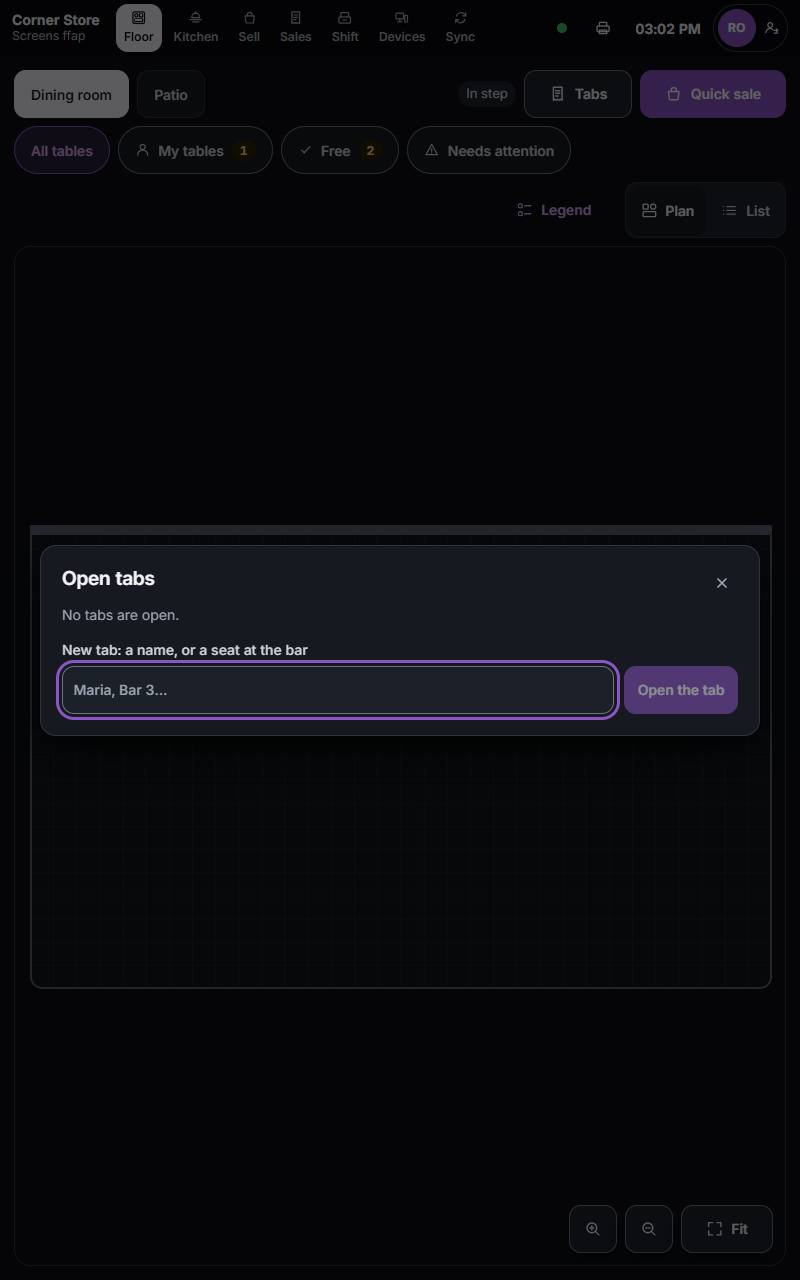 Corner Store
Screens ffap
Floor
Kitchen
Sell
Sales
Shift
Devices
Sync
03:02 PM
RO
Dining room
Patio
In step
Tabs
Quick sale
All tables
My tables 1
Free 2
Needs attention
Legend
Plan
List
Open tabs
No tabs are open.
New tab: a name, or a seat at the bar
Maria, Bar 3...
Open the tab
Fit